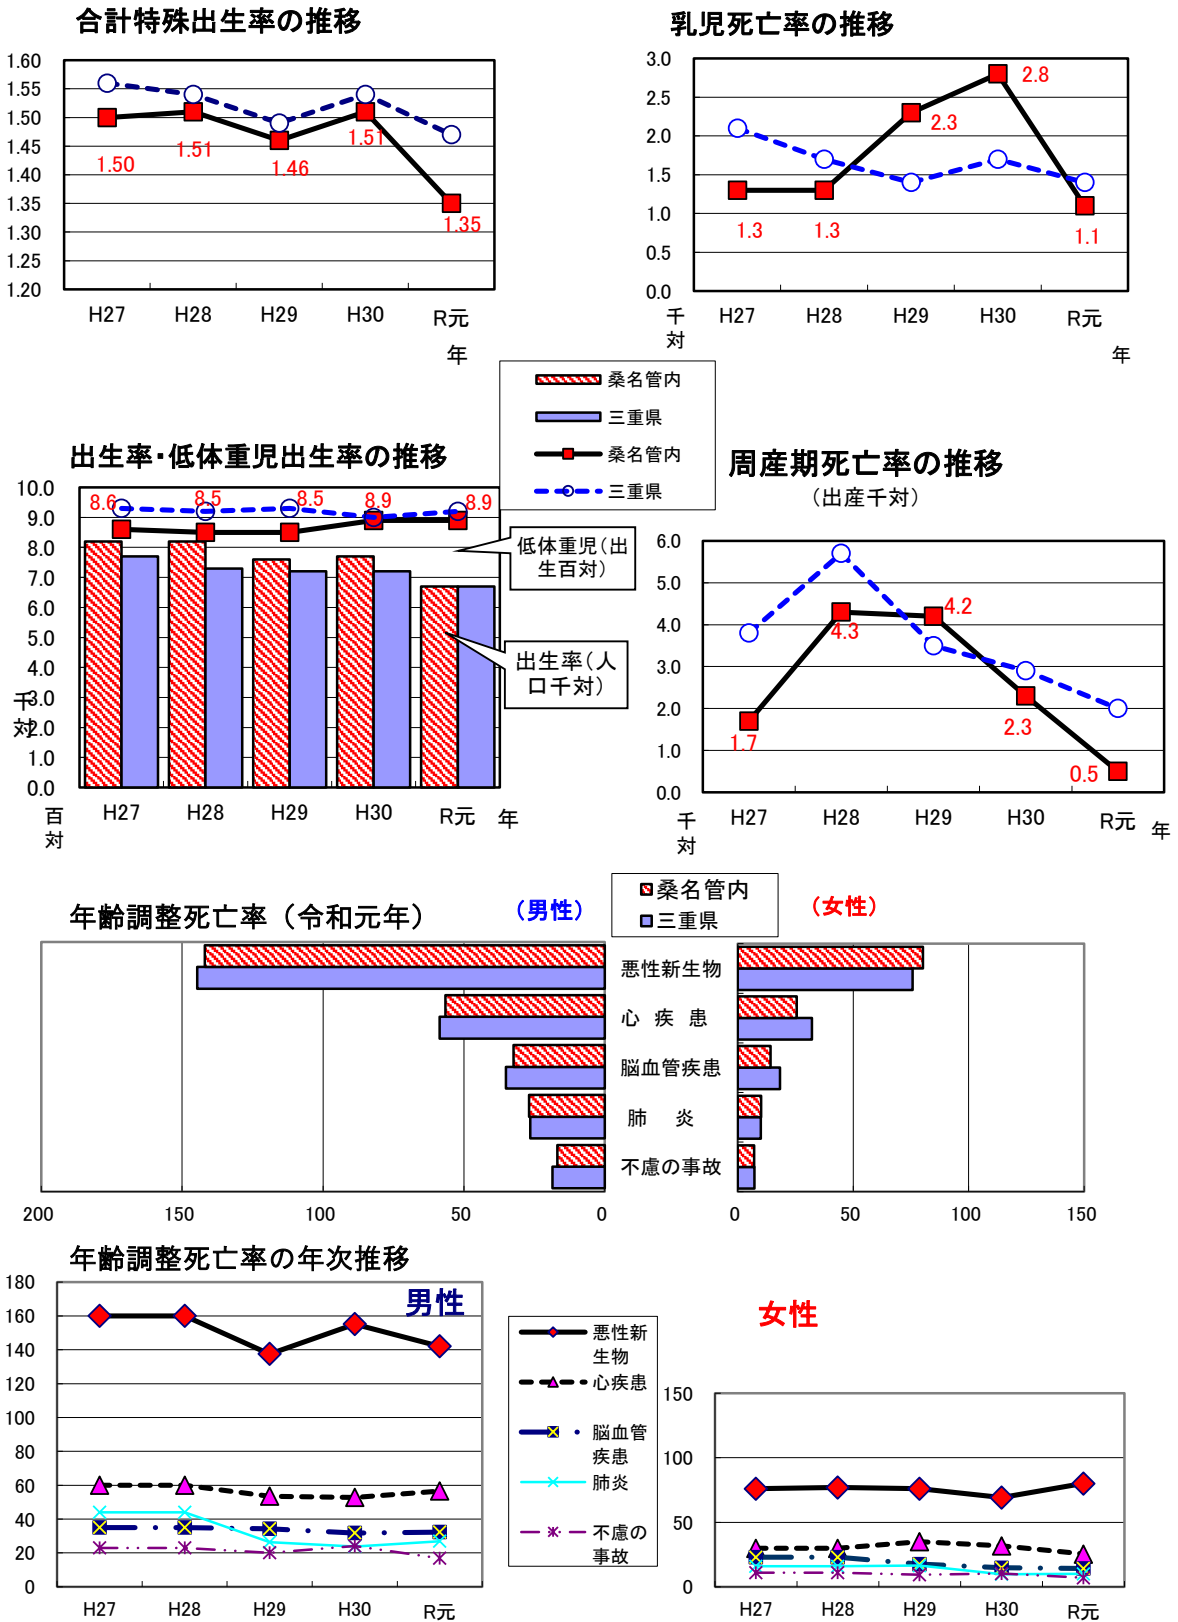 合計特殊出生率の推移
1.60
1.55
1.50
1.45
1.40
1.35
1.30
1.25
1.20
1.50
1.51
1.46
1.51
1.35
H27
H28
H29
H30
R元
年
乳児死亡率の推移
3.0
2.5
2.0
1.5
1.0
0.5
0.0
1.3
1.3
2.3
2.8
1.1
千対
H27
H28
H29
H30
R元
年
桑名管内
三重県
桑名管内
三重県
出生率・低体重児出生率の推移
10.0
9.0
8.0
7.0
6.0
5.0
4.0
3.0
2.0
1.0
0.0
千対
百対
8.6
8.5
8.5
8.9
8.9
低体重児(出
生百対)
出生率(人
口千対)
H27
H28
H29
H30
R元
年
周産期死亡率の推移
(出産千対)
6.0
5.0
4.0
3.0
2.0
1.0
0.0
1.7
4.3
4.2
2.3
0.5
千対
H27
H28
H29
H30
R元
年
年齢調整死亡率(令和元年)
(男性)
桑名管内
三重県
(女性)
悪性新生物
心疾患
脳血管疾患
肺炎
不慮の事故
200
150
100
50
0
0
50
100
150
年齢調整死亡率の年次推移
男性
180
160
140
120
100
80
60
40
20
0
H27
H28
H29
H30
R元
悪性新
生物
心疾患
脳血管
疾患
肺炎
不慮の
事故
女性
150
100
50
0
H27
H28
H29
H30
R元